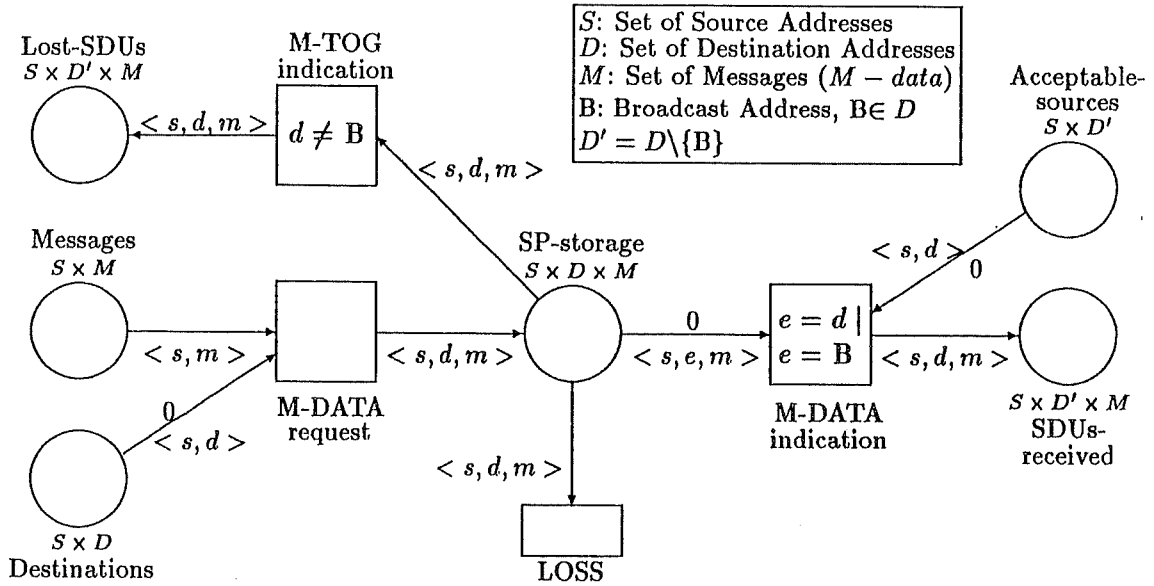 S: Set of Source Addresses
D: Set of Destination Addresses
M: Set of Messages (M − data)
B: Broadcast Address, B∈ D
D′ = D\{B}
Lost-SDUs
S × D′ × M
M-TOG
indication
< s, d, m >
d ≠ B
< s, d, m >
Acceptable-
sources
S × D′
Messages
S × M
< s, m >
SP-storage
S × D × M
< s, d >
0
< s, d, m >
0
< s, e, m >
e = d |
e = B
< s, d, m >
0
< s, d >
M-DATA
request
M-DATA
indication
S × D′ × M
SDUs-
received
< s, d, m >
S × D
Destinations
LOSS